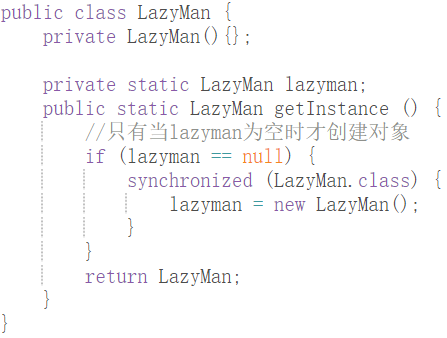 public class LazyMan {
    private LazyMan(){};

    private static LazyMan lazyman;
    public static LazyMan getInstance () {
        //只有当lazyman为空时才创建对象
        if (lazyman == null) {
            synchronized (LazyMan.class) {
                lazyman = new LazyMan();
            }
        }
        return LazyMan;
    }
}